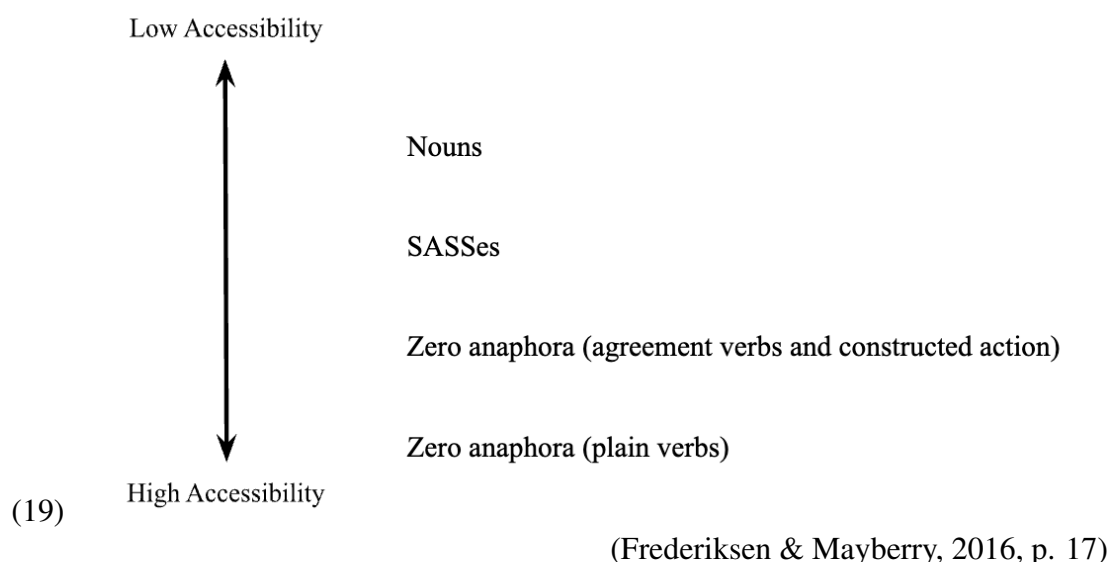 Low Accessibility
Nouns
SASSes
Zero anaphora (agreement verbs and constructed action)
Zero anaphora (plain verbs)
High Accessibility
(19)
(Frederiksen & Mayberry, 2016, p. 17)